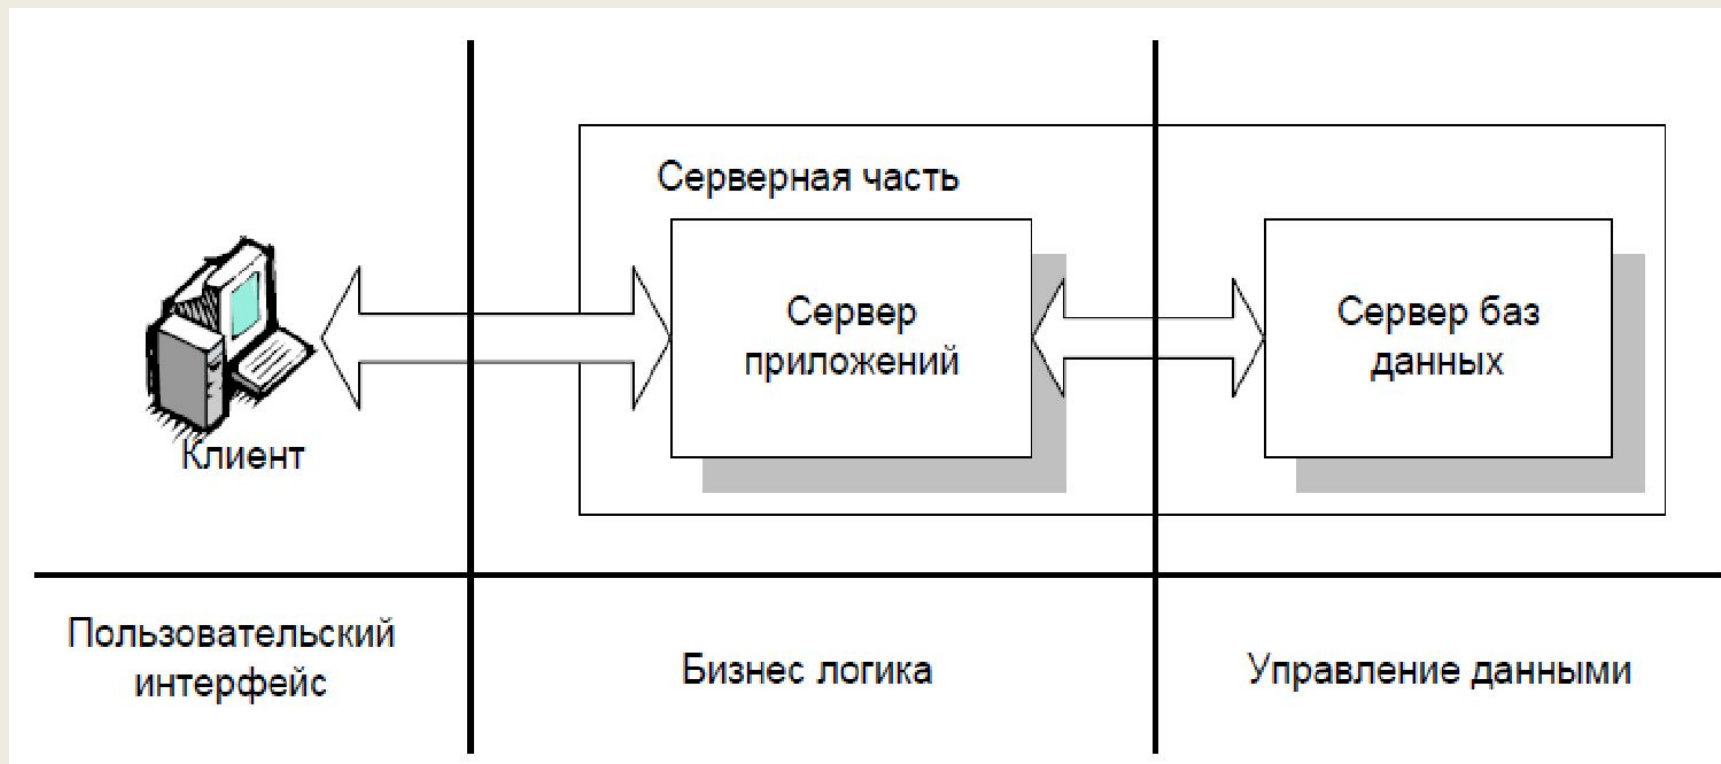 Серверная часть
Сервер
приложений
Сервер баз
данных
Клиент
Пользовательский
интерфейс
Бизнес логика
Управление данными